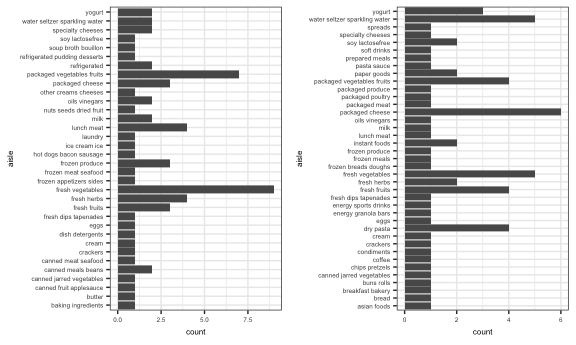 aisle
yogurt
water seltzer sparkling water
specialty cheeses
soy lactosefree
soup broth bouillon
refrigerated pudding desserts
refrigerated
packaged vegetables fruits
packaged cheese
other creams cheeses
oils vinegars
nuts seeds dried fruit
milk
lunch meat
laundry
ice cream ice
hot dogs bacon sausage
frozen produce
frozen meat seafood
frozen appetizers sides
fresh vegetables
fresh herbs
fresh fruits
fresh dips tapenades
eggs
dish detergents
cream
crackers
canned meat seafood
canned meals beans
canned jarred vegetables
canned fruit applesauce
butter
baking ingredients
0.0 2.5 5.0 7.5
count
aisle
yogurt
water seltzer sparkling water
spreads
specialty cheeses
soy lactosefree
soft drinks
prepared meals
pasta sauce
paper goods
packaged vegetables fruits
packaged produce
packaged poultry
packaged meat
packaged cheese
oils vinegars
milk
lunch meat
instant foods
frozen produce
frozen meals
frozen breads doughs
fresh vegetables
fresh herbs
fresh fruits
fresh dips tapenades
energy sports drinks
energy granola bars
eggs
dry pasta
cream
crackers
condiments
coffee
chips pretzels
canned jarred vegetables
buns rolls
breakfast bakery
bread
asian foods
0 2 4 6
count